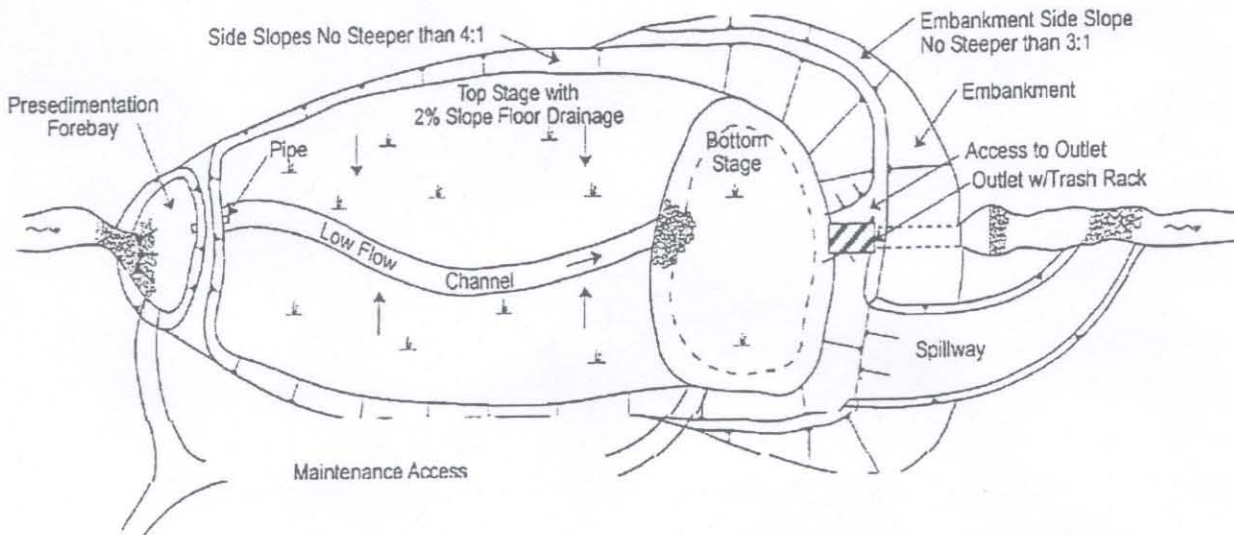 Side Slopes No Steeper than 4:1
Embankment Side Slope
No Steeper than 3:1
Presedimentation
Forebay
Top Stage with
2% Slope Floor Drainage
Embankment
Pipe
Bottom
Stage
Access to Outlet
Outlet w/Trash Rack
Low Flow
Channel
Spillway
Maintenance Access